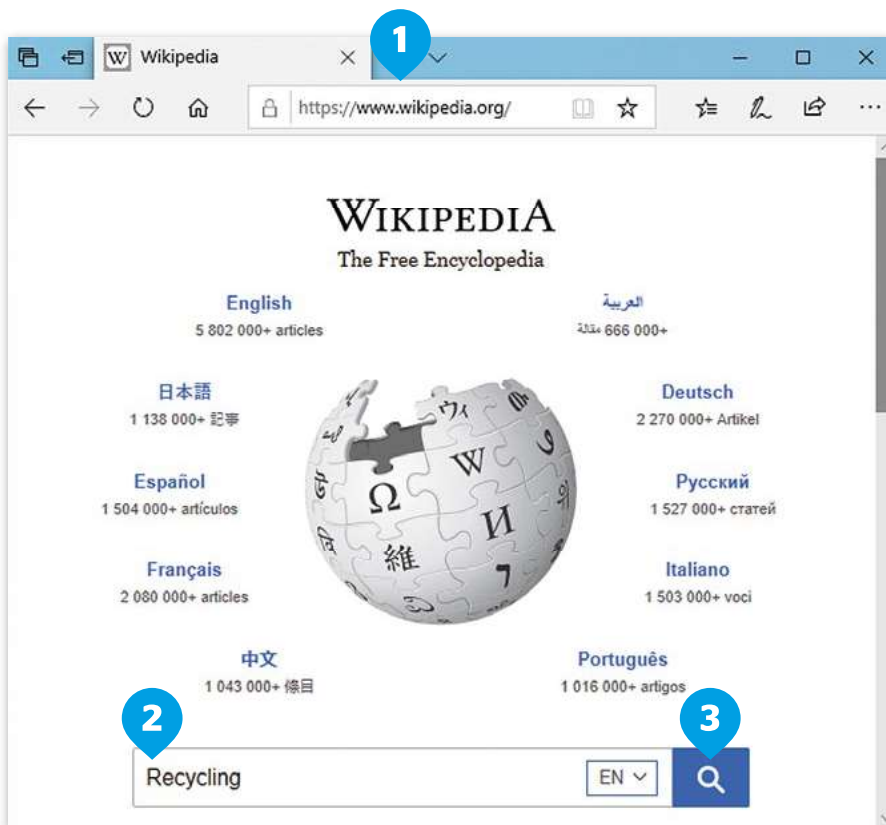 1
Wikipedia
https://www.wikipedia.org/
WIKIPEDIA
The Free Encyclopedia
English
5 802 000+ articles
العربية
666 000+ مقالة
日本語
1 138 000+ 記事
Deutsch
2 270 000+ Artikel
Español
1 504 000+ artículos
Русский
1 527 000+ статей
Français
2 080 000+ articles
Italiano
1 503 000+ voci
中文
1 043 000+ 條目
Português
1 016 000+ artigos
Ω
W
И
維
ウィ
2
3
Recycling
EN